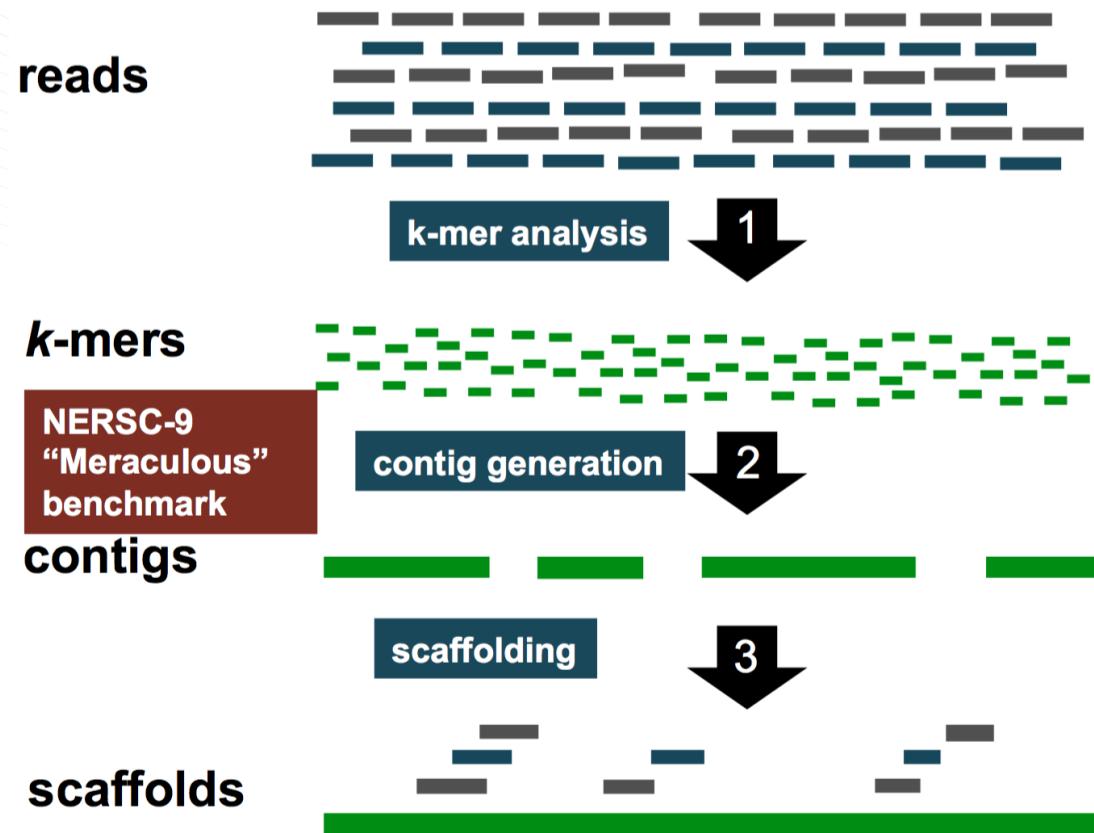 reads
k-mer analysis
1
k-mers
NERSC-9
“Meraculous”
benchmark
contig generation
2
contigs
scaffolding
3
scaffolds